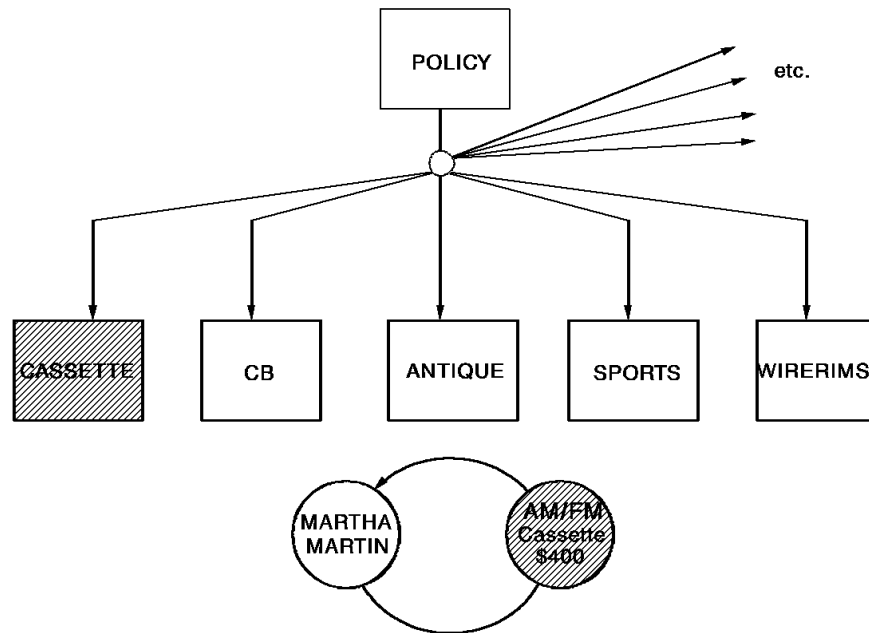 POLICY
etc.
CASSETTE
CB
ANTIQUE
SPORTS
WIRERIMS
MARTHA
MARTIN
AM/FM
Cassette
$400